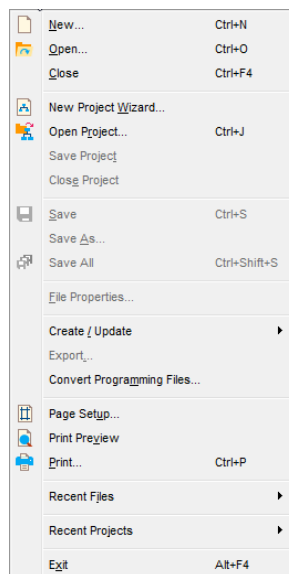 New... Ctrl+N
Open... Ctrl+O
Close Ctrl+F4
New Project Wizard...
Open Project... Ctrl+J
Save Project
Close Project
Save Ctrl+S
Save As...
Save All Ctrl+Shift+S
File Properties...
Create / Update
Export...
Convert Programming Files...
Page Setup...
Print Preview
Print... Ctrl+P
Recent Files
Recent Projects
Exit Alt+F4